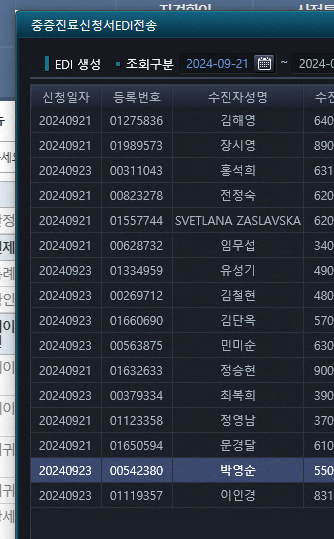 중증진료신청서EDI전송
EDI 생성 조회구분 2024-09-21 ~ 2024-0
신청일자 등록번호 수진자성명 수진
20240921 01275836 김해영 640
20240921 01989573 장시영 890
20240923 00311043 홍석희 631
20240921 00823278 전정숙 620
20240921 01557744 SVETLANA ZASLAVSKA 620
20240921 00628732 임무섭 340
20240923 01334959 유성기 490
20240923 00269712 김철현 480
20240921 01660690 김단옥 570
20240923 00563875 민미순 630
20240921 01632633 정승현 900
20240923 00379334 최복희 390
20240921 01123358 정영남 370
20240921 01650594 문경달 610
20240923 00542380 박영순 550
20240923 01119357 이인경 831